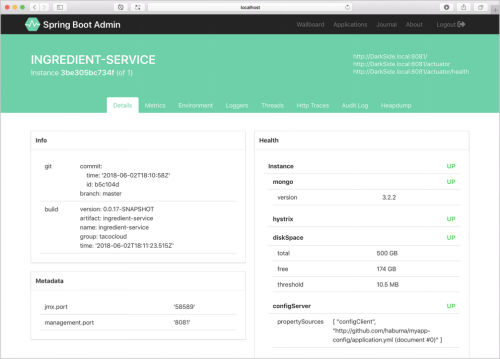 localhost
Spring Boot Admin
Wallboard Applications Journal About Logout
INGREDIENT-SERVICE
Instance 3be305bc734f (of 1)
http://DarkSide.local:8081/
http://DarkSide.local:8081/actuator
http://DarkSide.local:8081/actuator/health
Details Metrics Environment Loggers Threads Http Traces Audit Log Heapdump
Info
git commit:
time: '2018-06-02T18:10:58Z'
id: b5c104d
branch: master
build version: 0.0.17-SNAPSHOT
artifact: ingredient-service
name: ingredient-service
group: tacocloud
time: '2018-06-02T18:11:23.515Z'
Metadata
jmx.port '58589'
management.port '8081'
Health
Instance UP
mongo UP
version 3.2.2
hystrix UP
diskSpace UP
total 500 GB
free 174 GB
threshold 10.5 MB
configServer UP
propertySources [ "configClient",
"http://github.com/habuma/myapp-
config/application.yml (document #0)" ]